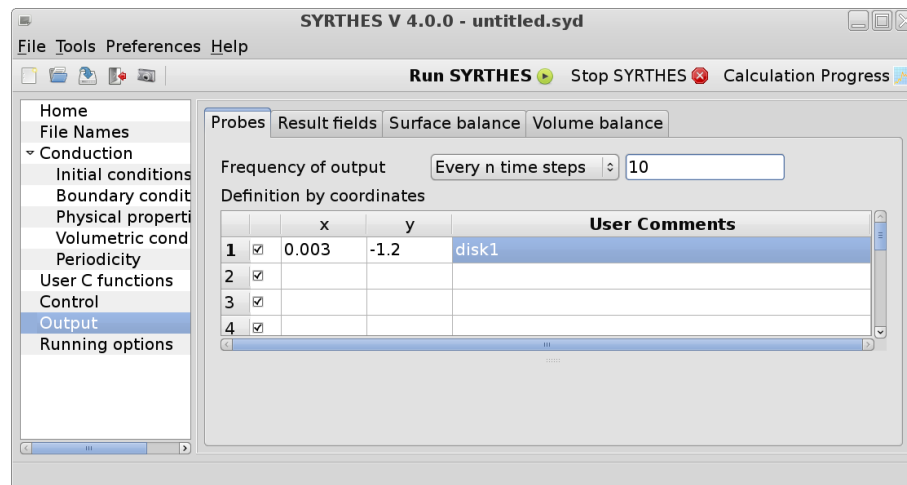 SYRTHES V 4.0.0 - untitled.syd
File Tools Preferences Help
Run SYRTHES Stop SYRTHES Calculation Progress
Home
File Names
Conduction
Initial conditions
Boundary condit
Physical properti
Volumetric cond
Periodicity
User C functions
Control
Output
Running options
Probes Result fields Surface balance Volume balance
Frequency of output Every n time steps 10
Definition by coordinates
x y User Comments
1 0.003 -1.2 disk1
2
3
4